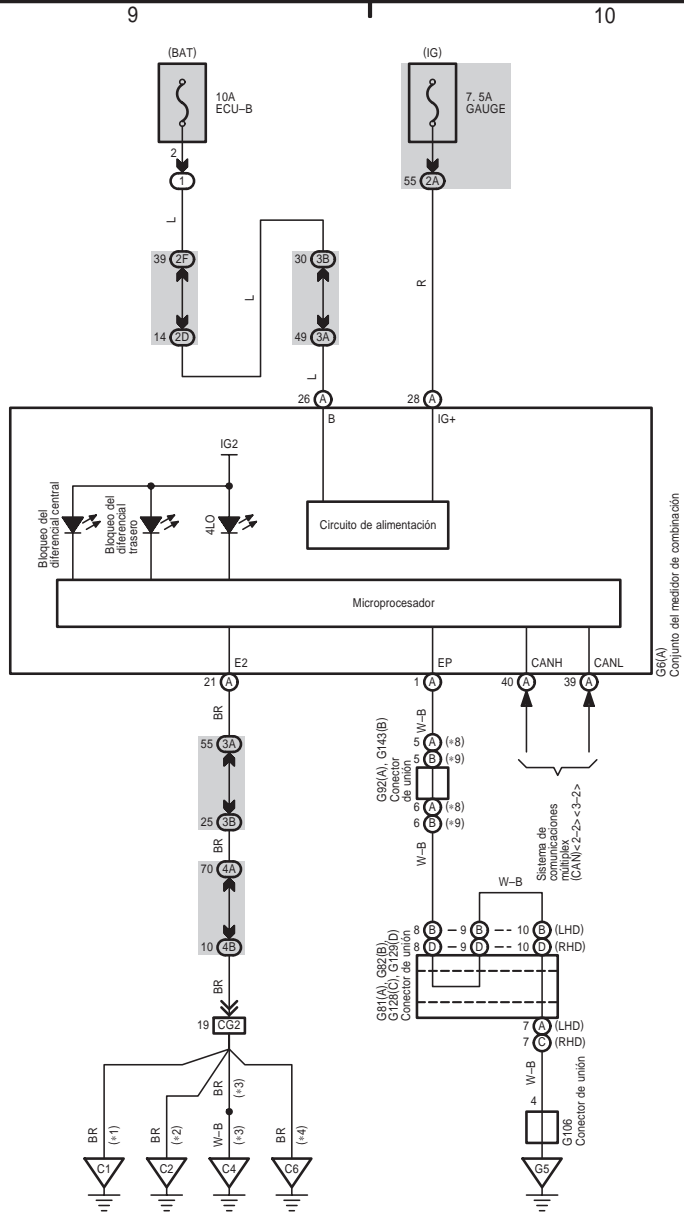 9
10
(BAT)
(IG)
10A
ECU–B
7. 5A
GAUGE
2
1
55 2A
L
39 2F
30 3B
L
R
14 2D
49 3A
L
26 A
28 A
B
IG+
IG2
Bloqueo del
diferencial central
Bloqueo del
diferencial
trasero
4LO
Circuito de alimentación
Microprocesador
G6(A)
Conjunto del medidor de combinación
E2
EP
CANH
CANL
21 A
1 A
40 A
39 A
BR
W–B
55 3A
5 A (∗8)
5 B (∗9)
G92(A), G143(B)
Conector
de unión
6 A (∗8)
6 B (∗9)
25 3B
BR
W–B
Sistema de
comunicaciones
múltiplex
(CAN)<2–2><3–2>
70 4A
W–B
10 4B
8 B – 9 B –- 10 B (LHD)
8 D – 9 D –- 10 D (RHD)
G81(A), G82(B),
G128(C), G129(D)
Conector de unión
BR
19 CG2
7 A (LHD)
7 C (RHD)
W–B
4
G106
Conector de unión
BR
(∗1)
BR
(∗2)
BR
(∗3)
W–B
(∗3)
BR
(∗4)
C1
C2
C4
C6
G5